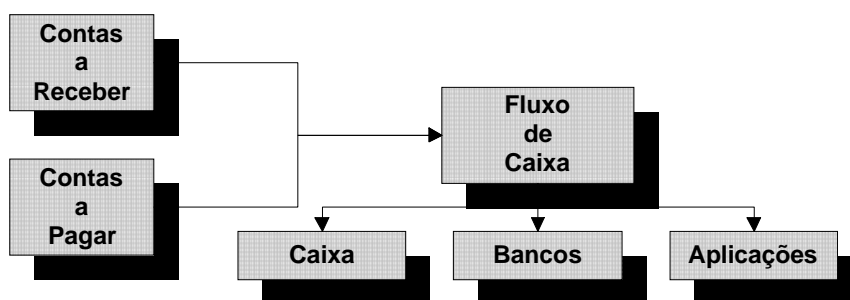 Contas
a
Receber
Fluxo
de
Caixa
Contas
a
Pagar
Caixa
Bancos
Aplicações